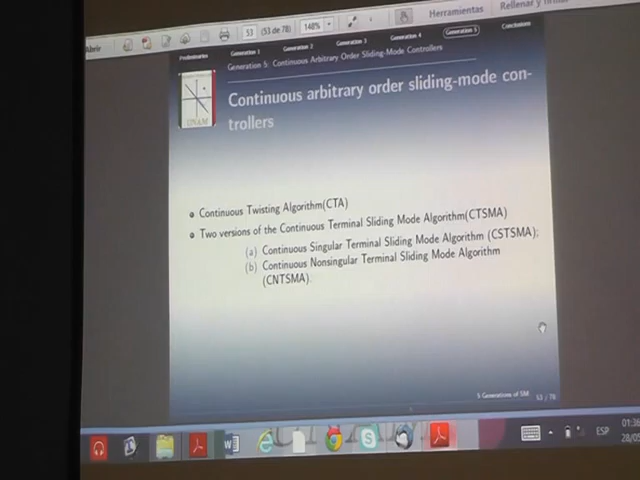 Abrir
53
(53 de 78)
148%
Herramientas
Rellenar y
Preliminaries
Generation 1
Generation 2
Generation 3
Generation 4
Generation 5
Conclusions
Generation 5: Continuous Arbitrary Order Sliding-Mode Controllers
UNAM
Continuous arbitrary order sliding-mode con-
trollers
Continuous Twisting Algorithm(CTA)
Two versions of the Continuous Terminal Sliding Mode Algorithm(CTSMA)
(a) Continuous Singular Terminal Sliding Mode Algorithm (CSTSMA);
(b) Continuous Nonsingular Terminal Sliding Mode Algorithm
(CNTSMA).
5 Generations of SM
53 / 78
ESP
01:36
28/05